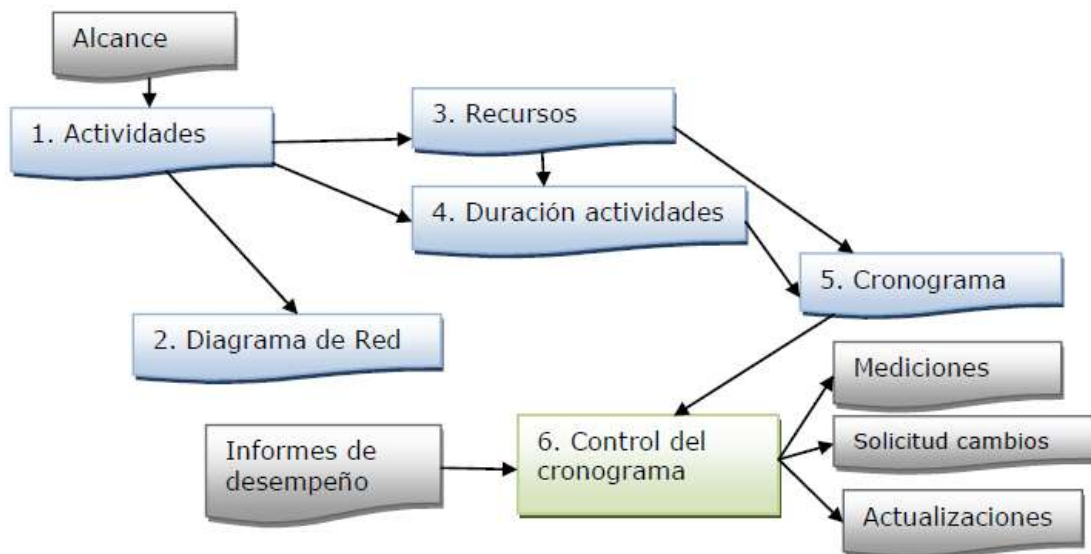 Alcance
1. Actividades
3. Recursos
4. Duración actividades
5. Cronograma
2. Diagrama de Red
Mediciones
Informes de
desempeño
6. Control del
cronograma
Solicitud cambios
Actualizaciones